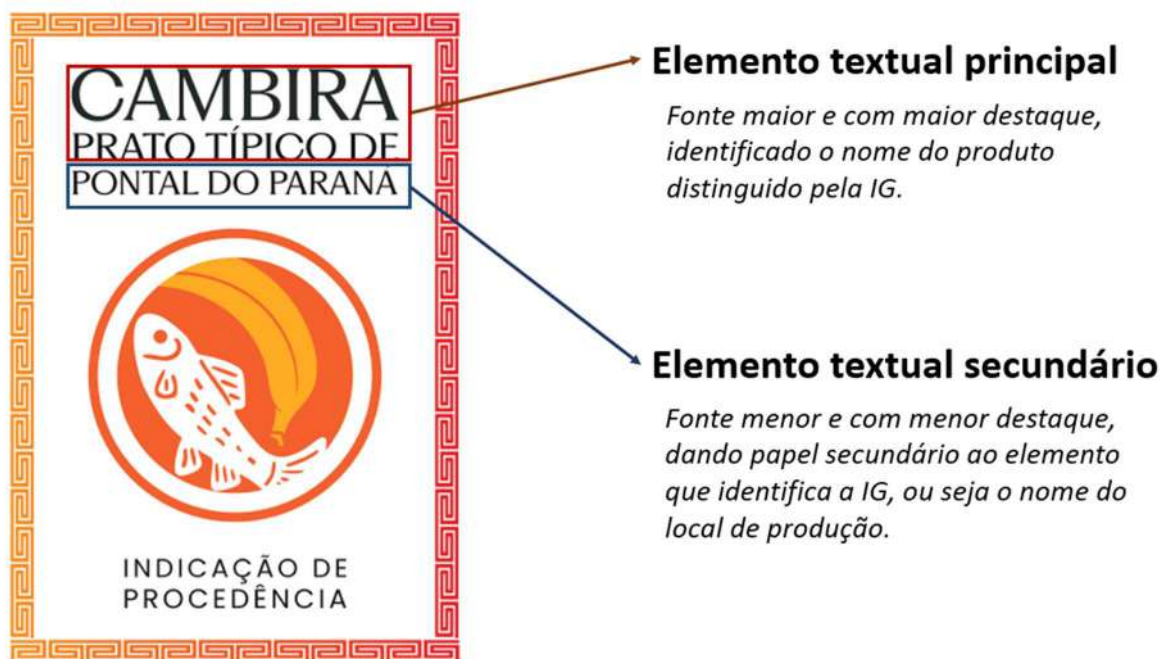 CAMBIRA
PRATO TÍPICO DE
PONTAL DO PARANÁ
INDICAÇÃO DE
PROCEDÊNCIA
Elemento textual principal
Fonte maior e com maior destaque,
identificado o nome do produto
distinguido pela IG.
Elemento textual secundário
Fonte menor e com menor destaque,
dando papel secundário ao elemento
que identifica a IG, ou seja o nome do
local de produção.